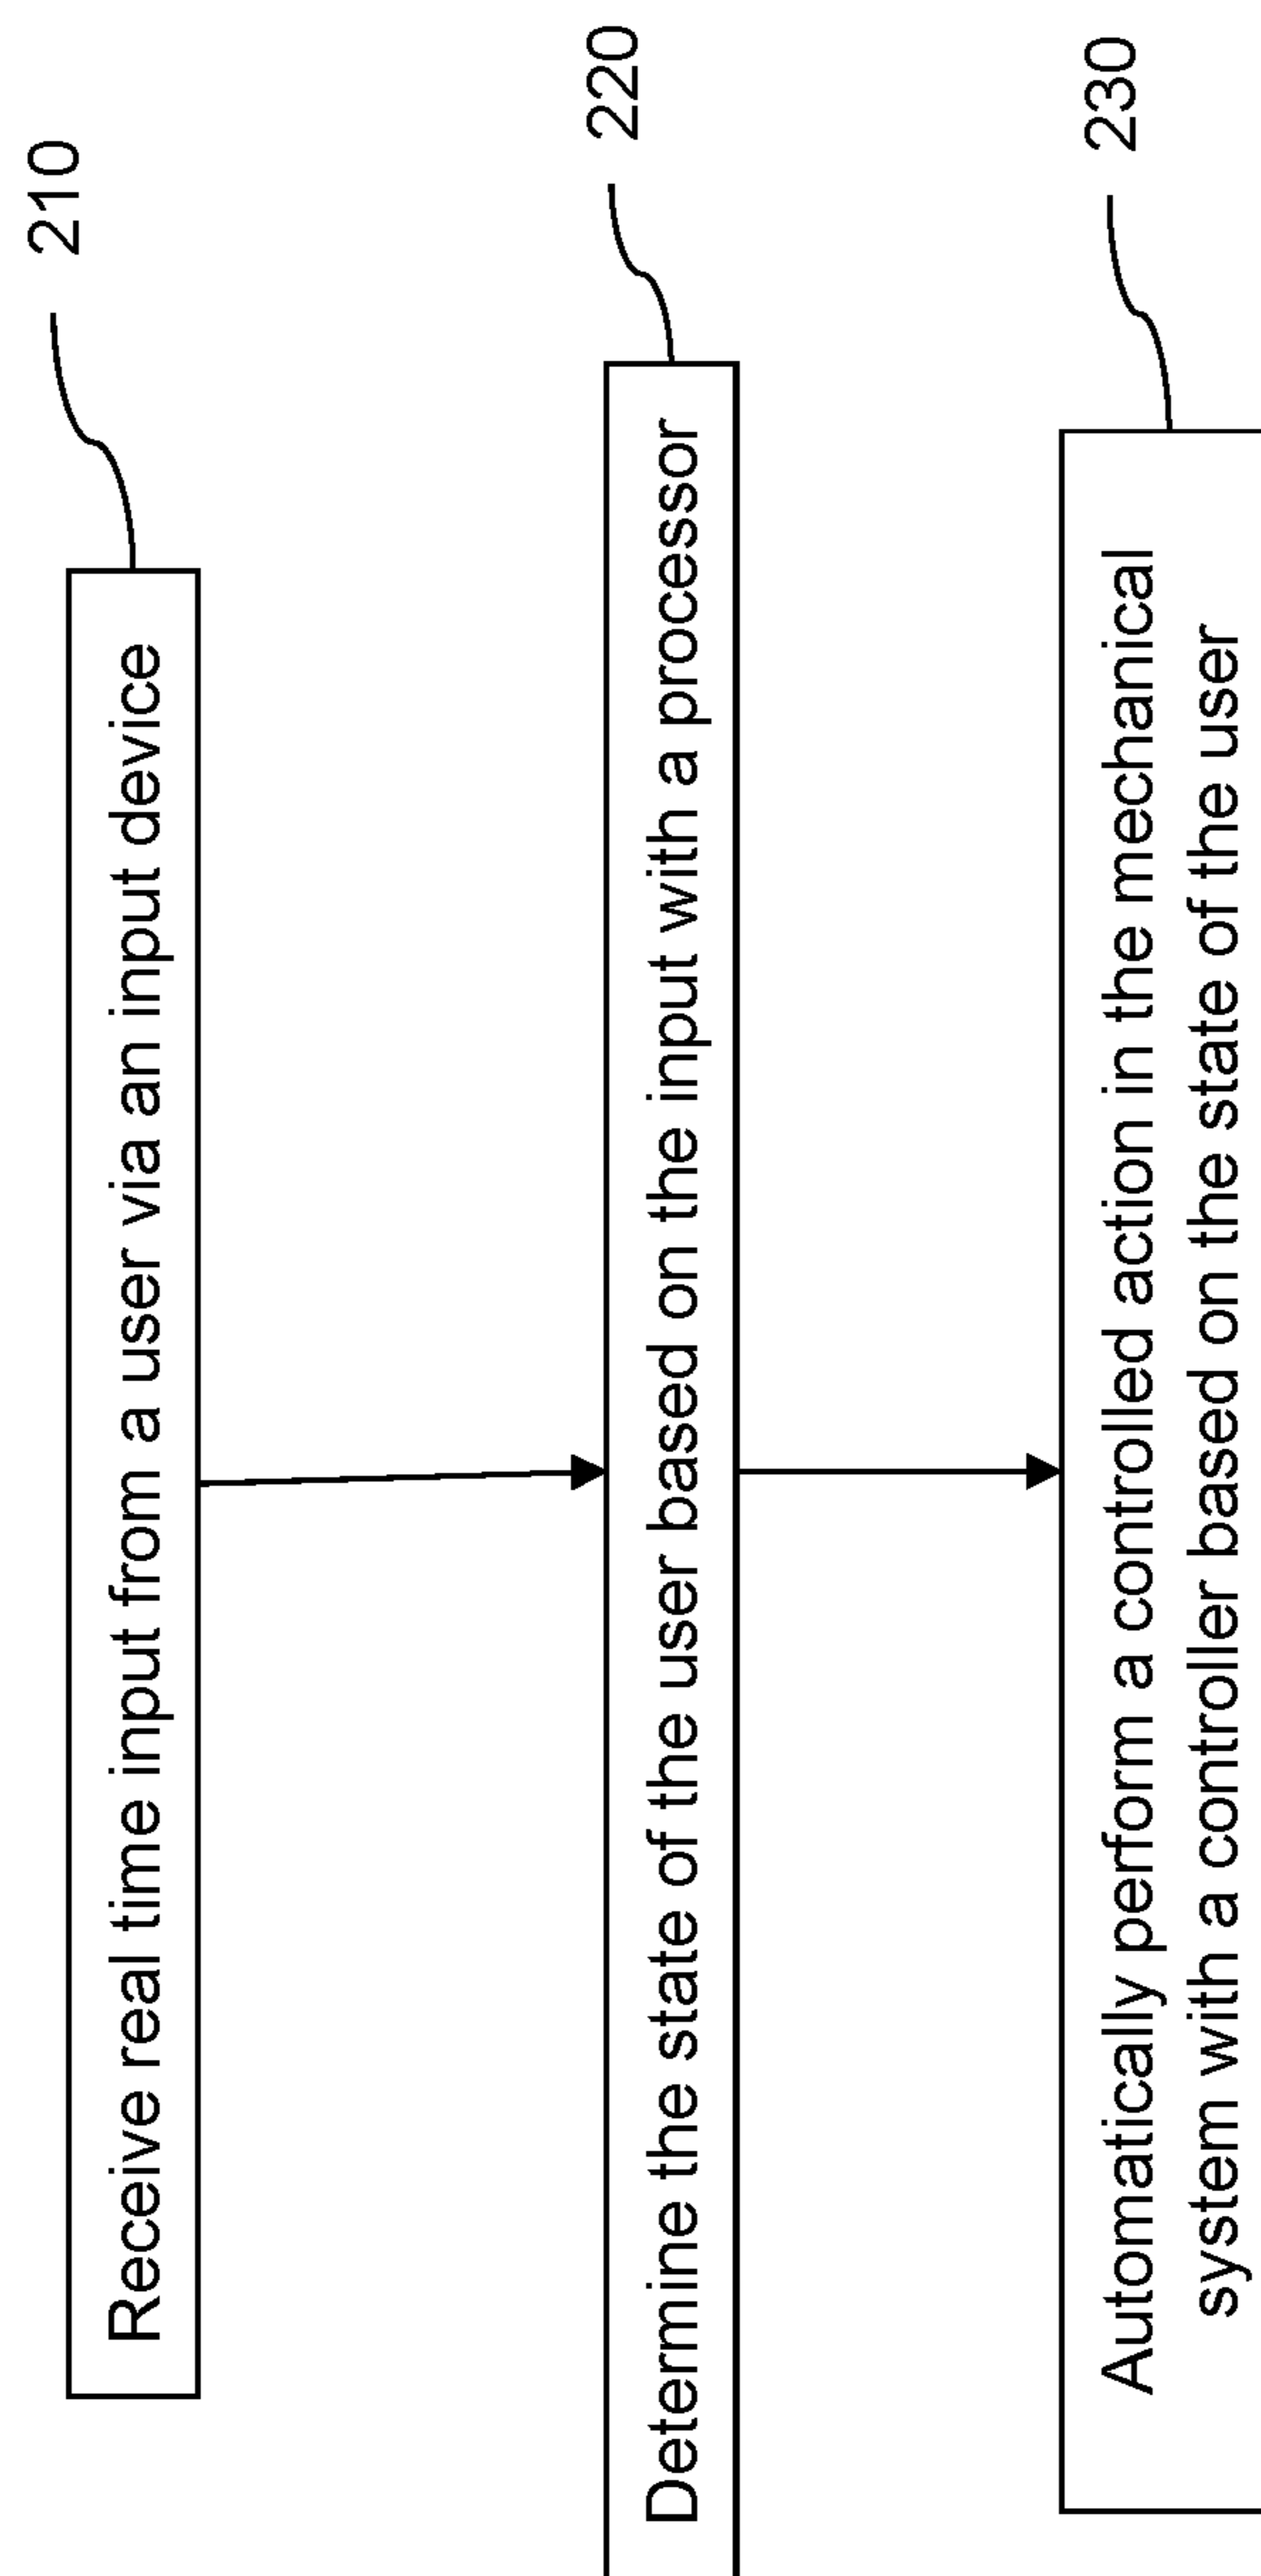 210
Receive real time input from a user via an input device
220
Determine the state of the user based on the input with a processor
230
Automatically perform a controlled action in the mechanical
system with a controller based on the state of the user